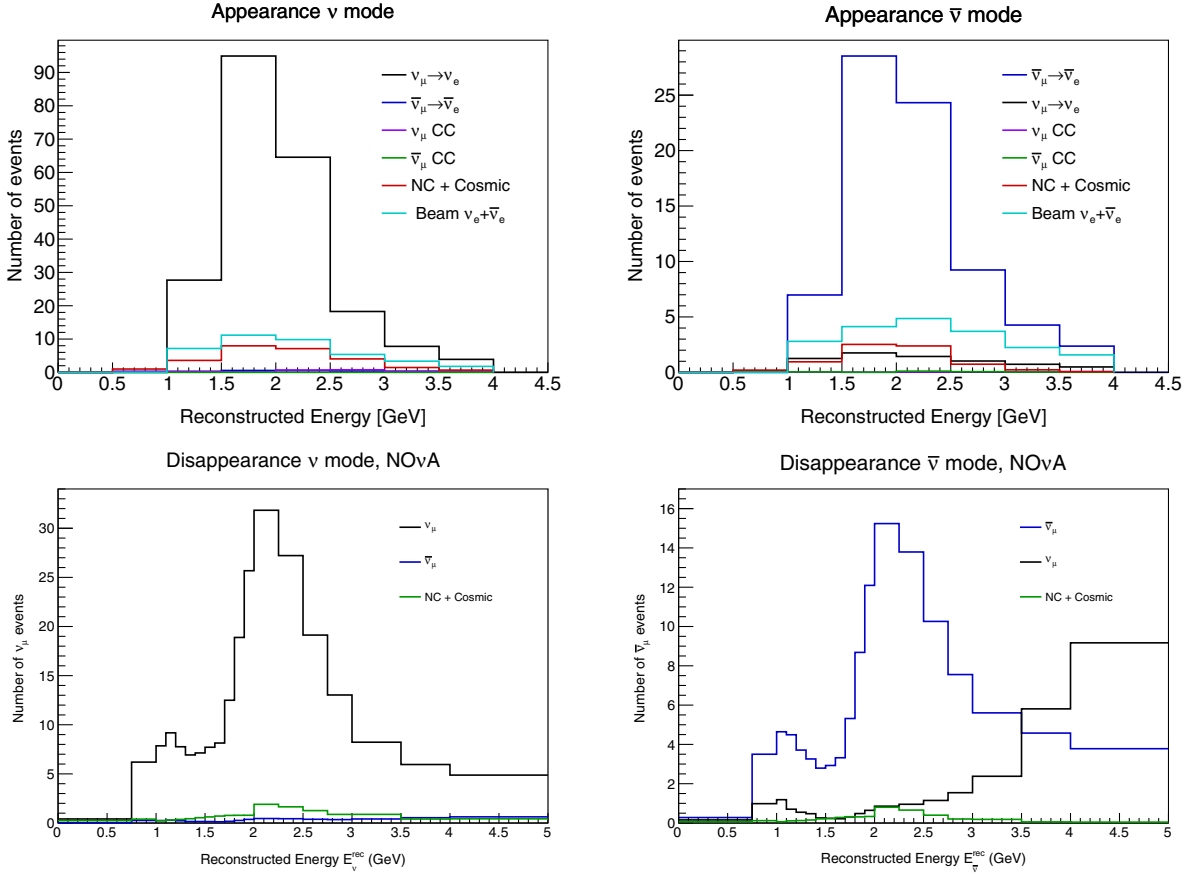 Appearance ν mode
Number of events
90
80
70
60
50
40
30
20
10
0
ν_μ→ν_e
ν̅_μ→ν̅_e
ν_μ CC
ν̅_μ CC
NC + Cosmic
Beam ν_e+ν̅_e
0 0.5 1 1.5 2 2.5 3 3.5 4 4.5
Reconstructed Energy [GeV]
Appearance ν̅ mode
Number of events
25
20
15
10
5
0
ν̅_μ→ν̅_e
ν_μ→ν_e
ν_μ CC
ν̅_μ CC
NC + Cosmic
Beam ν_e+ν̅_e
0 0.5 1 1.5 2 2.5 3 3.5 4 4.5
Reconstructed Energy [GeV]
Disappearance ν mode, NOνA
Number of ν_μ events
30
25
20
15
10
5
0
ν_μ
ν̅_μ
NC + Cosmic
0 0.5 1 1.5 2 2.5 3 3.5 4 4.5 5
Reconstructed Energy E_ν^rec (GeV)
Disappearance ν̅ mode, NOνA
Number of ν̅_μ events
16
14
12
10
8
6
4
2
0
ν̅_μ
ν_μ
NC + Cosmic
0 0.5 1 1.5 2 2.5 3 3.5 4 4.5 5
Reconstructed Energy E_ν̅^rec (GeV)